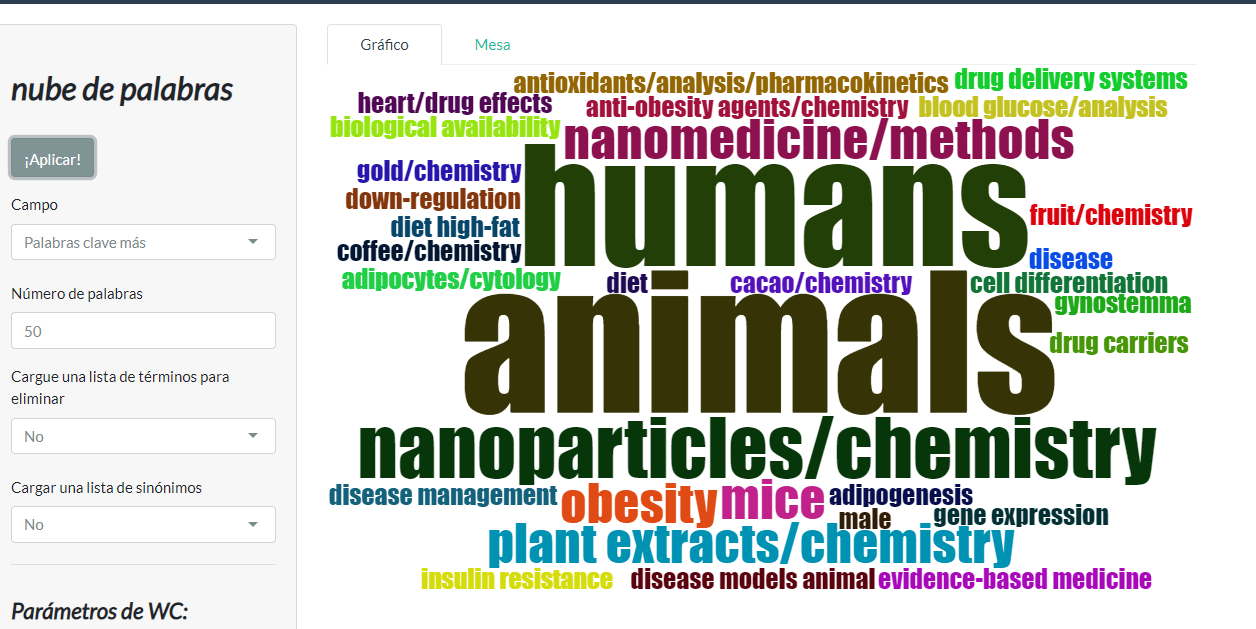 nube de palabras
¡Aplicar!
Campo
Palabras clave más
Número de palabras
50
Cargue una lista de términos para
eliminar
No
Cargar una lista de sinónimos
No
Parámetros de WC:
Gráfico
Mesa
antioxidants/analysis/pharmacokinetics
drug delivery systems
heart/drug effects
anti-obesity agents/chemistry
blood glucose/analysis
biological availability
nanomedicine/methods
gold/chemistry
humans
down-regulation
fruit/chemistry
diet high-fat
coffee/chemistry
disease
adipocytes/cytology
diet
cacao/chemistry
cell differentiation
animals
gynostemma
drug carriers
nanoparticles/chemistry
disease management
obesity
mice
adipogenesis
male
gene expression
plant extracts/chemistry
insulin resistance
disease models animal
evidence-based medicine